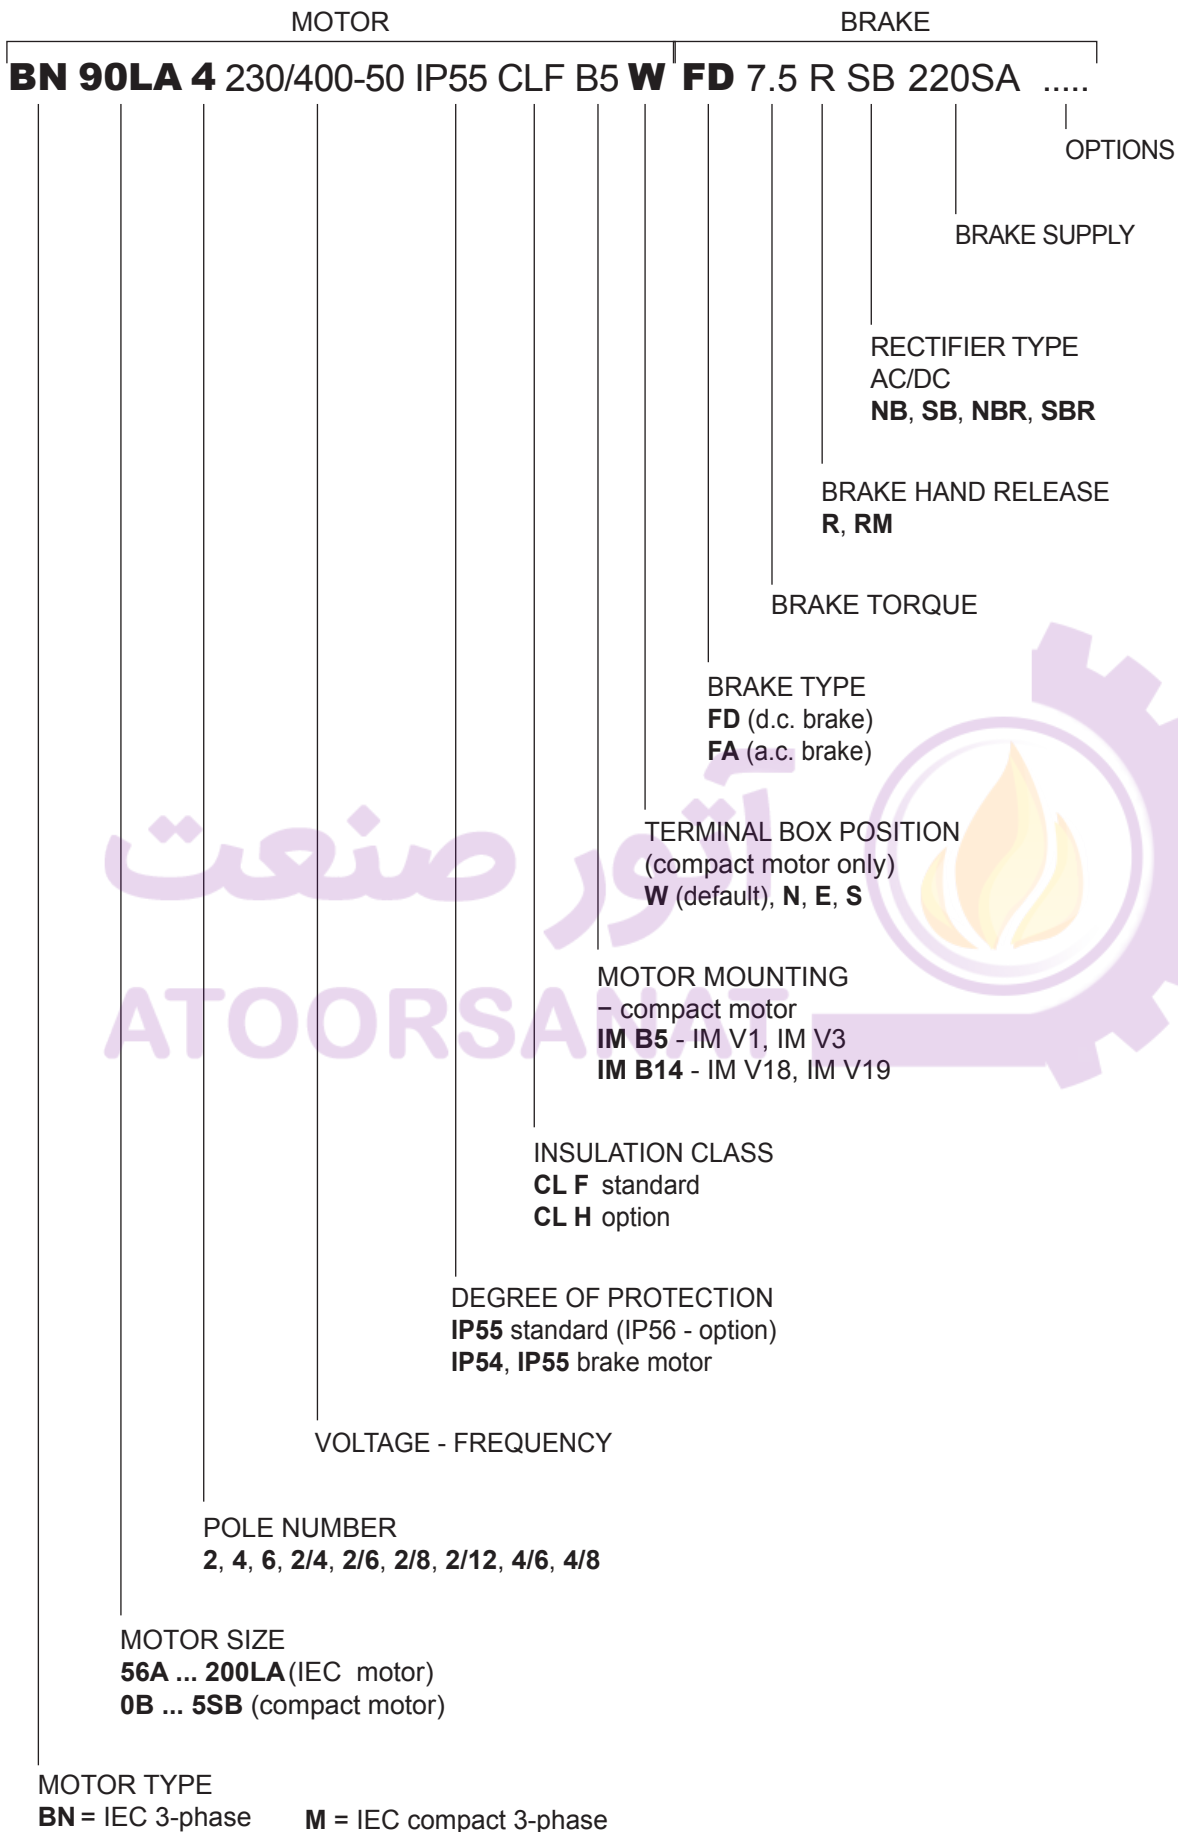 MOTOR BRAKE
BN 90LA 4 230/400-50 IP55 CLF B5 W FD 7.5 R SB 220SA .....
OPTIONS
BRAKE SUPPLY
RECTIFIER TYPE
AC/DC
NB, SB, NBR, SBR
BRAKE HAND RELEASE
R, RM
BRAKE TORQUE
BRAKE TYPE
FD (d.c. brake)
FA (a.c. brake)
آتور صنعت
TERMINAL BOX POSITION
(compact motor only)
W (default), N, E, S
ATOORSANAT
MOTOR MOUNTING
– compact motor
IM B5 - IM V1, IM V3
IM B14 - IM V18, IM V19
INSULATION CLASS
CL F standard
CL H option
DEGREE OF PROTECTION
IP55 standard (IP56 - option)
IP54, IP55 brake motor
VOLTAGE - FREQUENCY
POLE NUMBER
2, 4, 6, 2/4, 2/6, 2/8, 2/12, 4/6, 4/8
MOTOR SIZE
56A ... 200LA (IEC motor)
0B ... 5SB (compact motor)
MOTOR TYPE
BN = IEC 3-phase M = IEC compact 3-phase